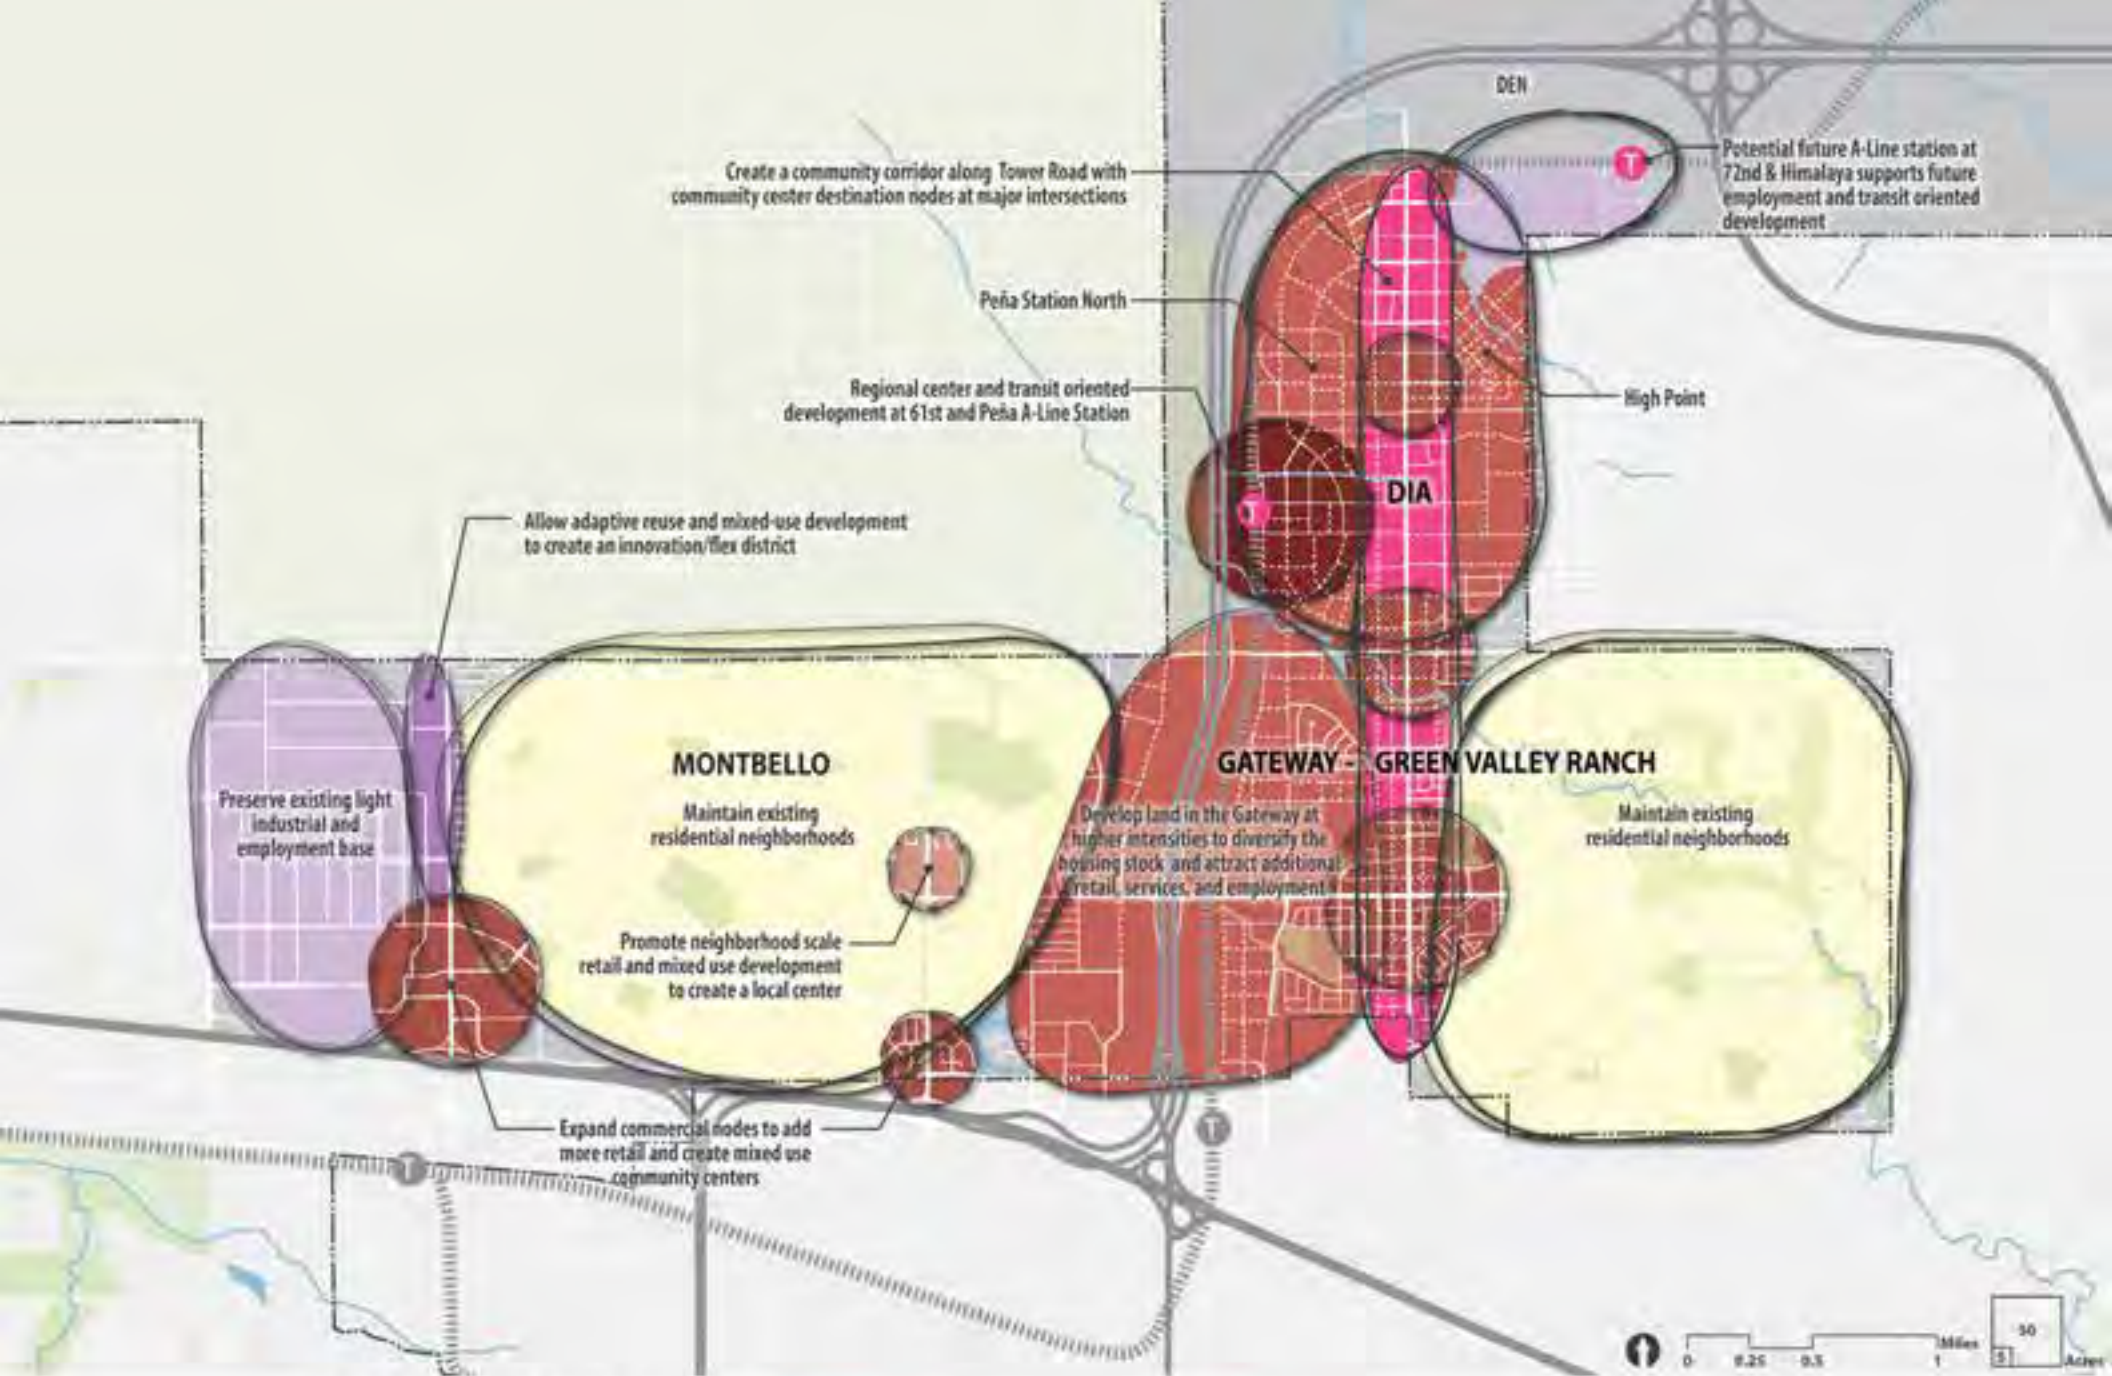 DEN
Create a community corridor along Tower Road with
community center destination nodes at major intersections
Potential future A-Line station at
72nd & Himalaya supports future
employment and transit oriented
development
T
Peña Station North
Regional center and transit oriented
development at 61st and Peña A-Line Station
High Point
DIA
T
Allow adaptive reuse and mixed-use development
to create an innovation/flex district
MONTBELLO
GATEWAY - GREEN VALLEY RANCH
Preserve existing light
industrial and
employment base
Maintain existing
residential neighborhoods
Develop land in the Gateway at
higher intensities to diversify the
housing stock and attract additional
retail, services, and employment
Maintain existing
residential neighborhoods
Promote neighborhood scale
retail and mixed use development
to create a local center
Expand commercial nodes to add
more retail and create mixed use
community centers
T
T
Miles
0 0.25 0.5 1
50
5
Acres